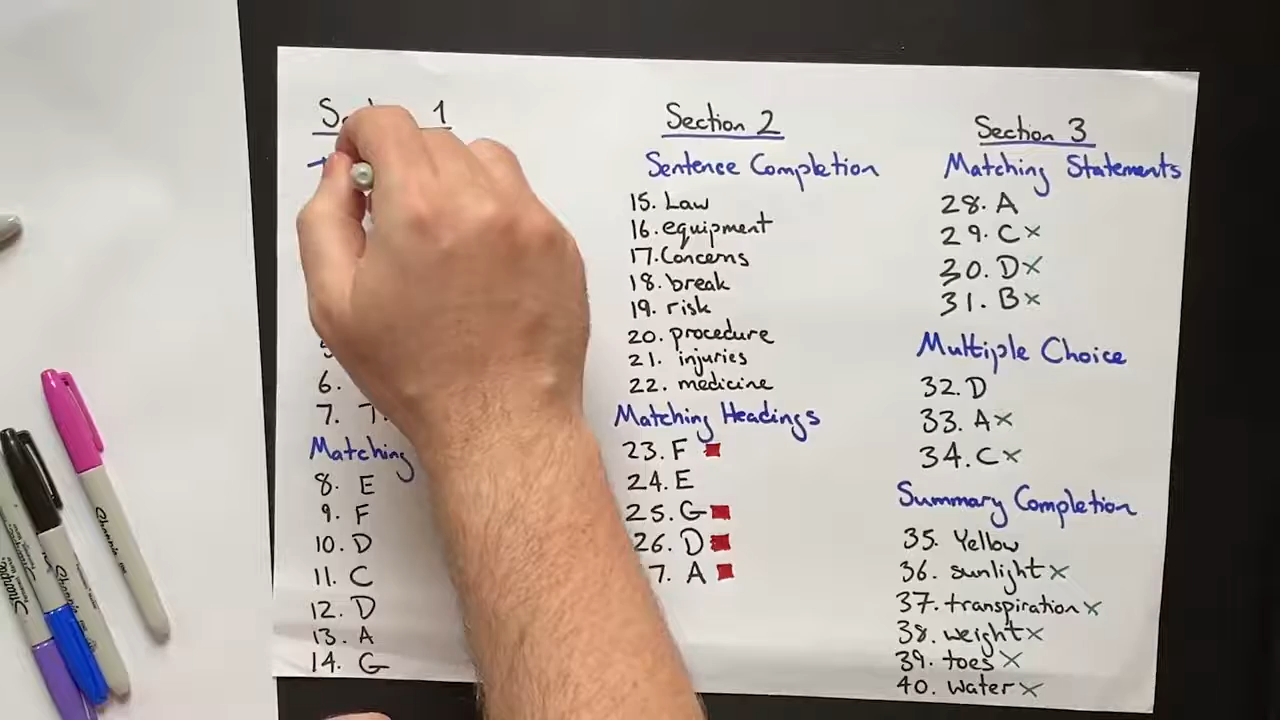 1
6.
7. T
Matching
8. E
9. F
10. D
11. C
12. D
13. A
14. G
Section 2
Sentence Completion
15. Law
16. equipment
17. Concerns
18. break
19. risk
20. procedure
21. injuries
22. medicine
Matching Headings
23. F
24. E
25. G
26. D
7. A
Section 3
Matching Statements
28. A
29. C x
30. D x
31. B x
Multiple Choice
32. D
33. A x
34. C x
Summary Completion
35. Yellow
36. sunlight x
37. transpiration x
38. weight x
39. toes x
40. water x
Sharpie
Sharpie